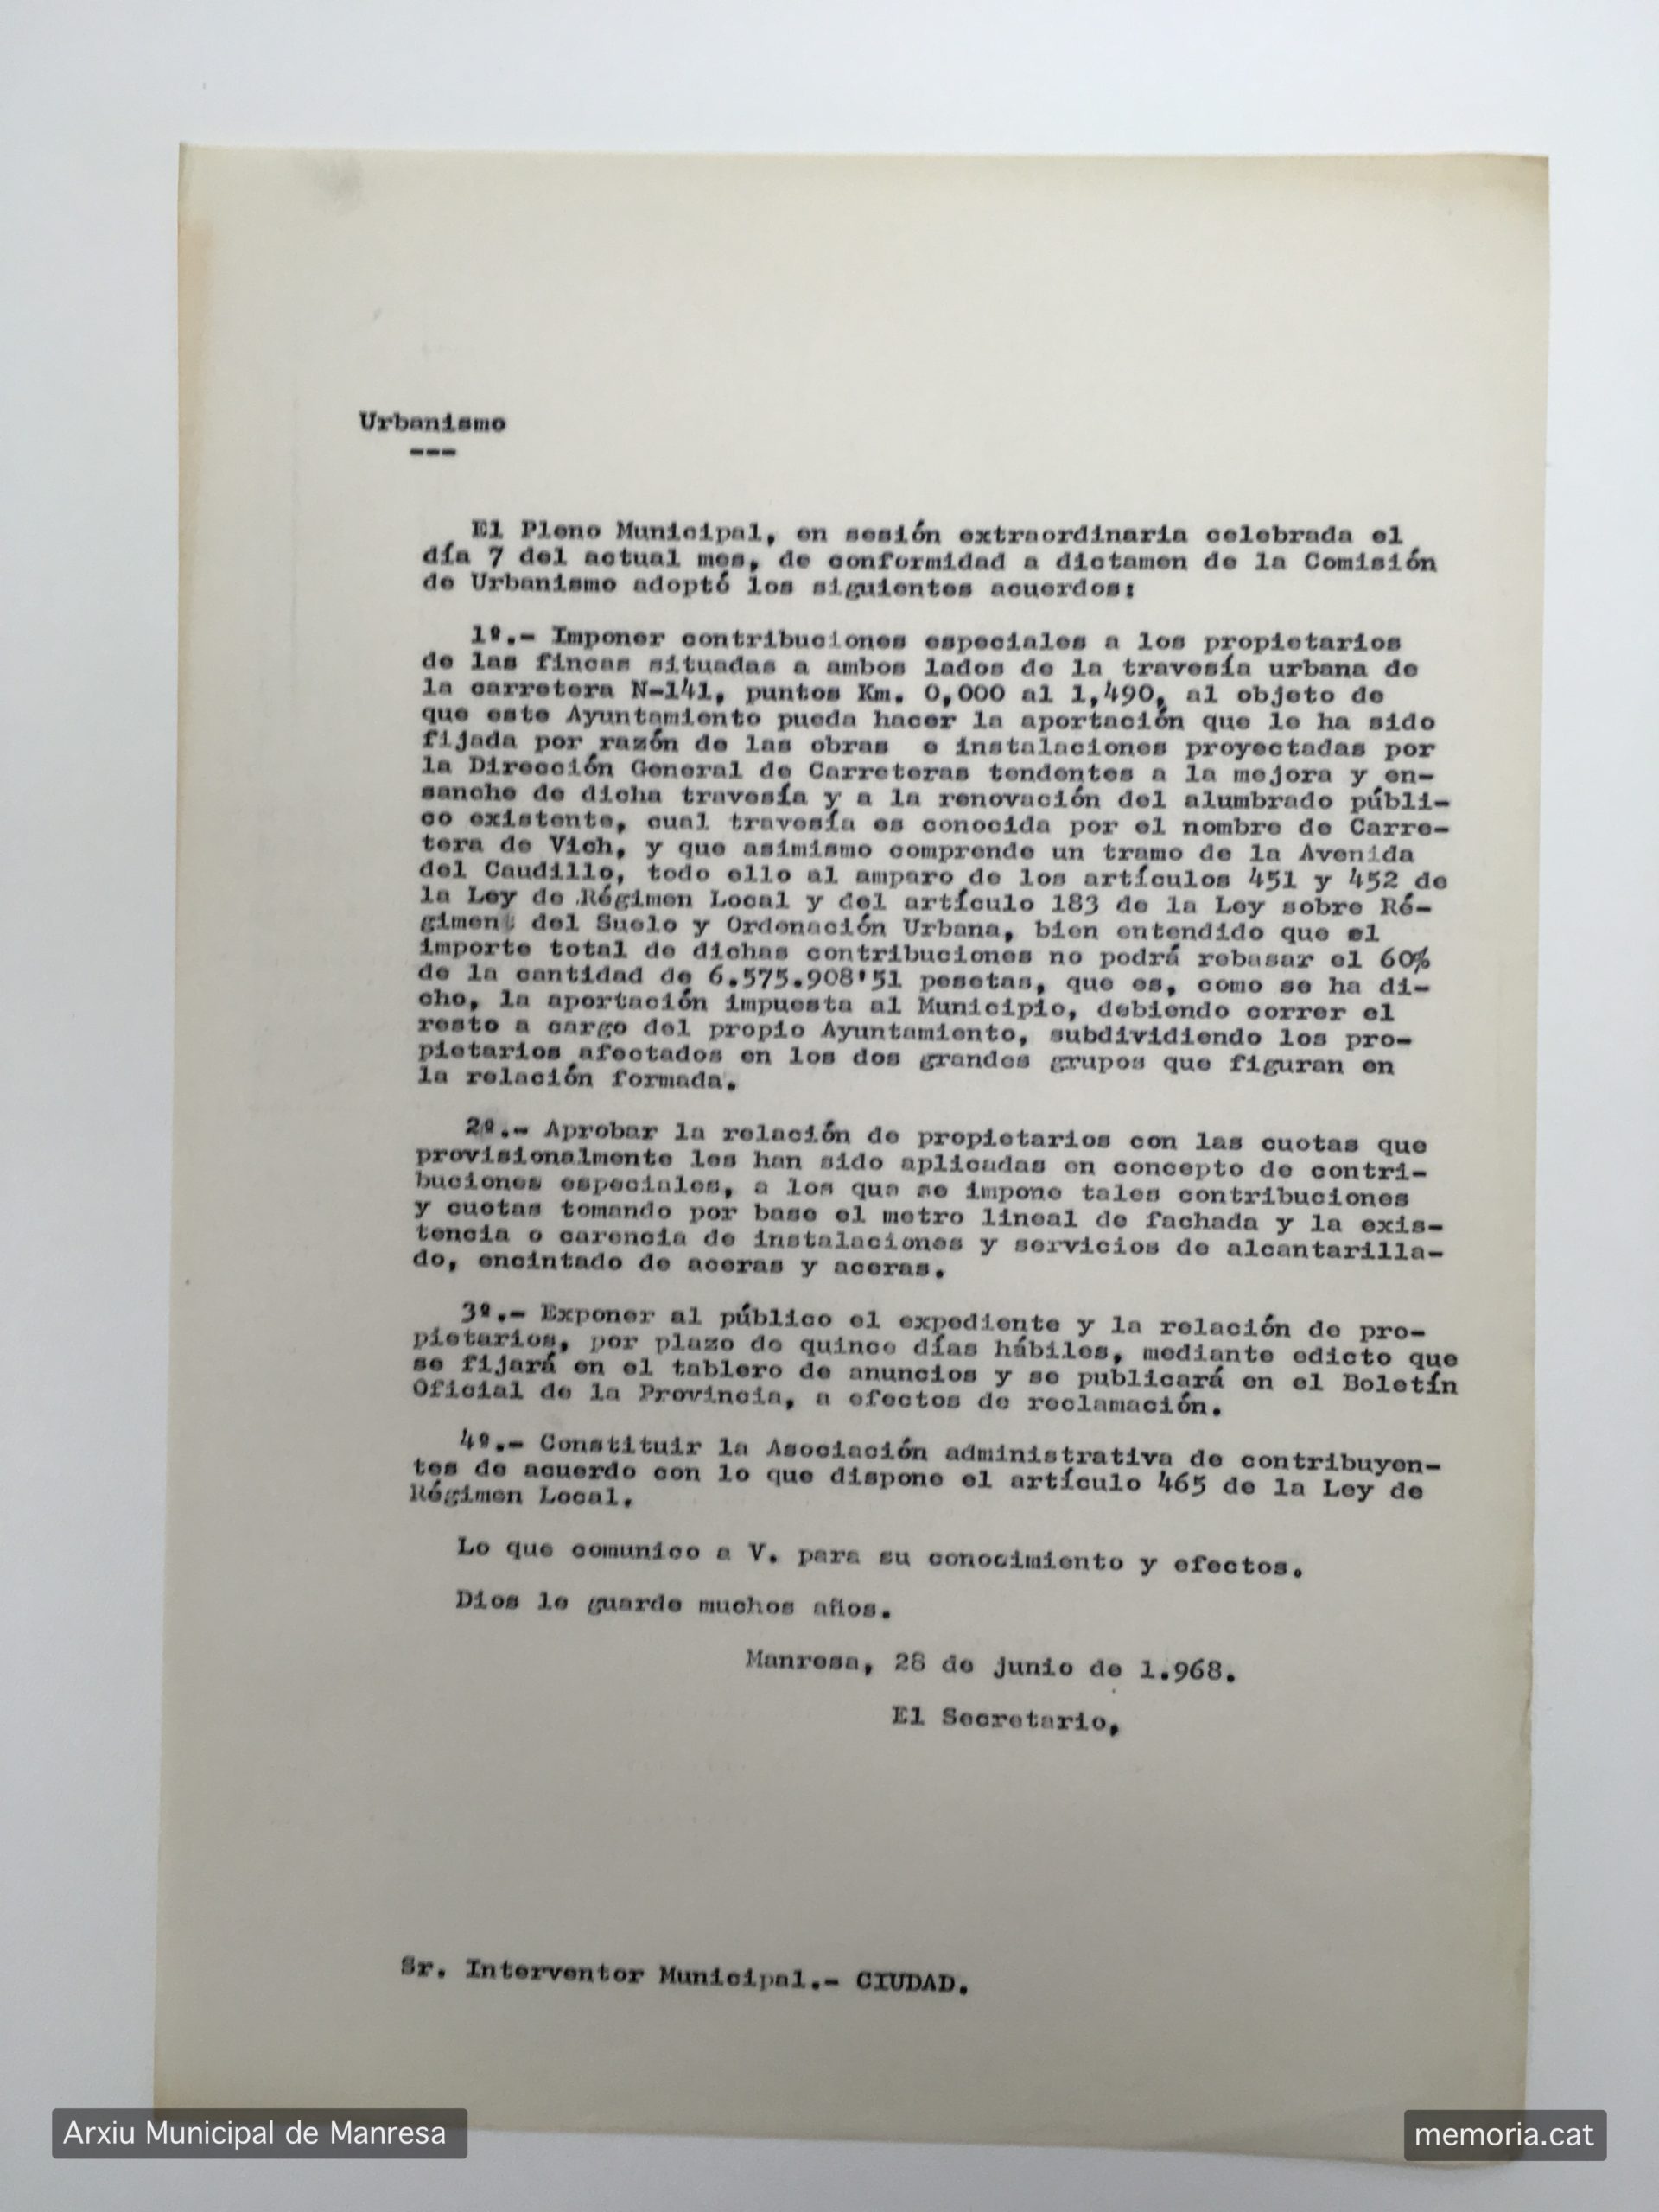 Urbanismo
---
El Pleno Municipal, en sesión extraordinaria celebrada el
día 7 del actual mes, de conformidad a dictamen de la Comisión
de Urbanismo adoptó los siguientes acuerdos:
1º.- Imponer contribuciones especiales a los propietarios
de las fincas situadas a ambos lados de la travesía urbana de
la carretera N-141, puntos Km. 0,000 al 1,490, al objeto de
que este Ayuntamiento pueda hacer la aportación que le ha sido
fijada por razón de las obras e instalaciones proyectadas por
la Dirección General de Carreteras tendentes a la mejora y en-
sanche de dicha travesía y a la renovación del alumbrado públi-
co existente, cual travesía es conocida por el nombre de Carre-
tera de Vich, y que asimismo comprende un tramo de la Avenida
del Caudillo, todo ello al amparo de los artículos 451 y 452 de
la Ley de Régimen Local y del artículo 183 de la Ley sobre Ré-
giment del Suelo y Ordenación Urbana, bien entendido que el
importe total de dichas contribuciones no podrá rebasar el 60%
de la cantidad de 6.575.908'51 pesetas, que es, como se ha di-
cho, la aportación impuesta al Municipio, debiendo correr el
resto a cargo del propio Ayuntamiento, subdividiendo los pro-
pietarios afectados en los dos grandes grupos que figuran en
la relación formada.
2º.- Aprobar la relación de propietarios con las cuotas que
provisionalmente les han sido aplicadas en concepto de contri-
buciones especiales, a los que se impone tales contribuciones
y cuotas tomando por base el metro lineal de fachada y la exis-
tencia o carencia de instalaciones y servicios de alcantarilla-
do, encintado de aceras y aceras.
3º.- Exponer al público el expediente y la relación de pro-
pietarios, por plazo de quince días hábiles, mediante edicto que
se fijará en el tablero de anuncios y se publicará en el Boletín
Oficial de la Provincia, a efectos de reclamación.
4º.- Constituir la Asociación administrativa de contribuyen-
tes de acuerdo con lo que dispone el artículo 465 de la Ley de
Régimen Local.
Lo que comunico a V. para su conocimiento y efectos.
Dios le guarde muchos años.
Manresa, 28 de junio de 1.968.
El Secretario,
Sr. Interventor Municipal.- CIUDAD.
Arxiu Municipal de Manresa
memoria.cat